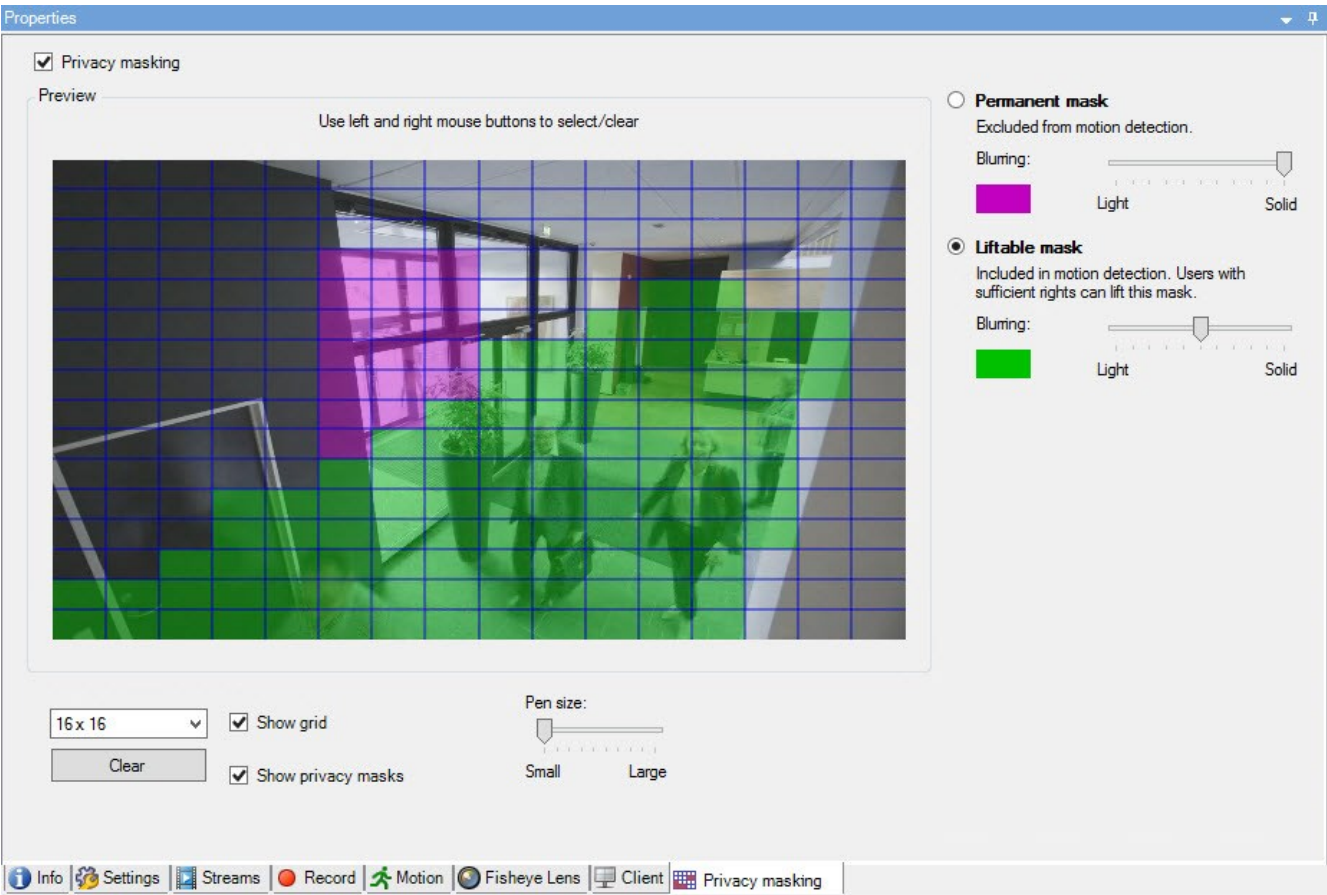 Properties
Privacy masking
Preview
Use left and right mouse buttons to select/clear
Permanent mask
Excluded from motion detection.
Blurring:
Light Solid
Liftable mask
Included in motion detection. Users with
sufficient rights can lift this mask.
Blurring:
Light Solid
16 x 16
Show grid
Clear
Show privacy masks
Pen size:
Small Large
Info Settings Streams Record Motion Fisheye Lens Client Privacy masking